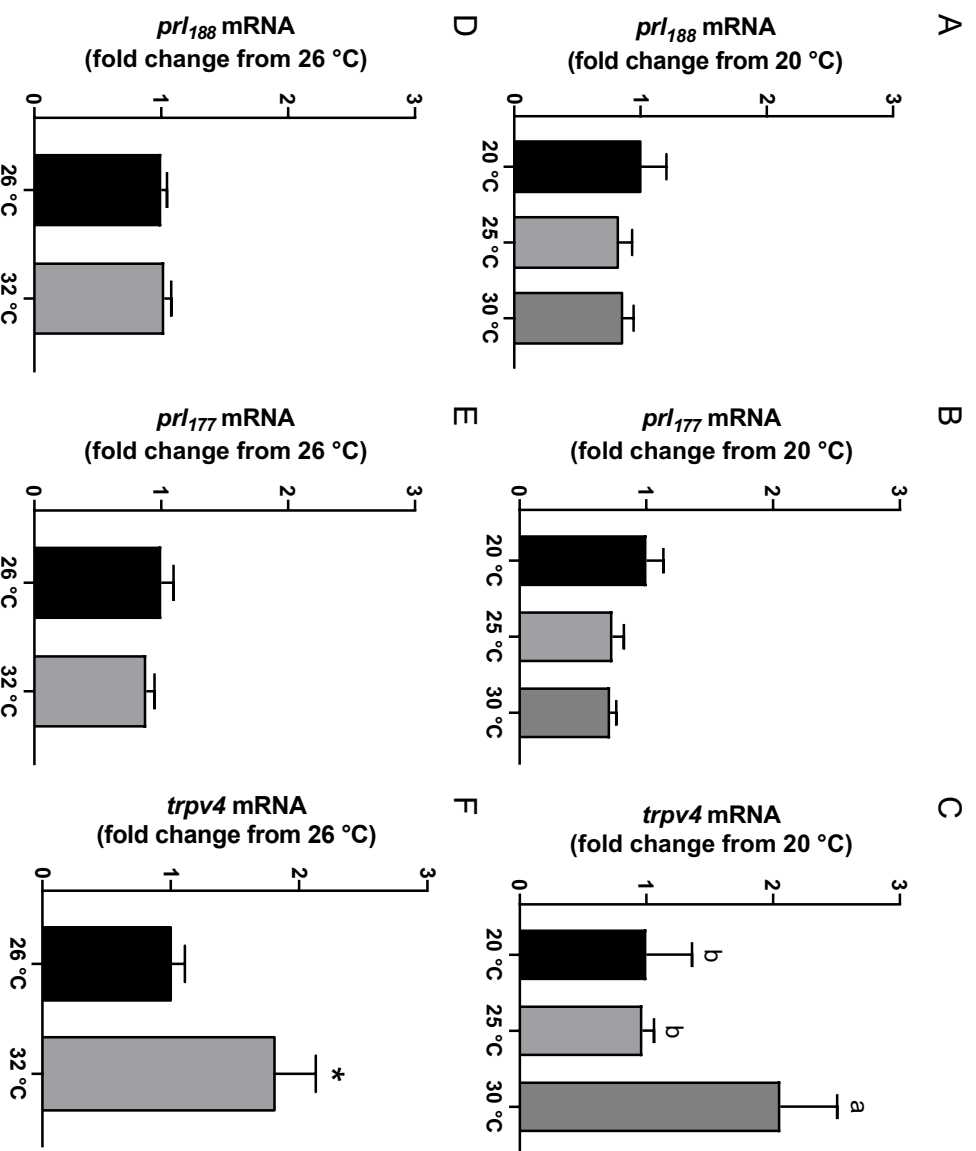 A
prl188 mRNA
(fold change from 20 °C)
3
2
1
0
20 °C
25 °C
30 °C
B
prl177 mRNA
(fold change from 20 °C)
3
2
1
0
20 °C
25 °C
30 °C
C
trpv4 mRNA
(fold change from 20 °C)
3
2
1
0
b
b
a
20 °C
25 °C
30 °C
D
prl188 mRNA
(fold change from 26 °C)
3
2
1
0
26 °C
32 °C
E
prl177 mRNA
(fold change from 26 °C)
3
2
1
0
26 °C
32 °C
F
trpv4 mRNA
(fold change from 26 °C)
3
2
1
0
*
26 °C
32 °C